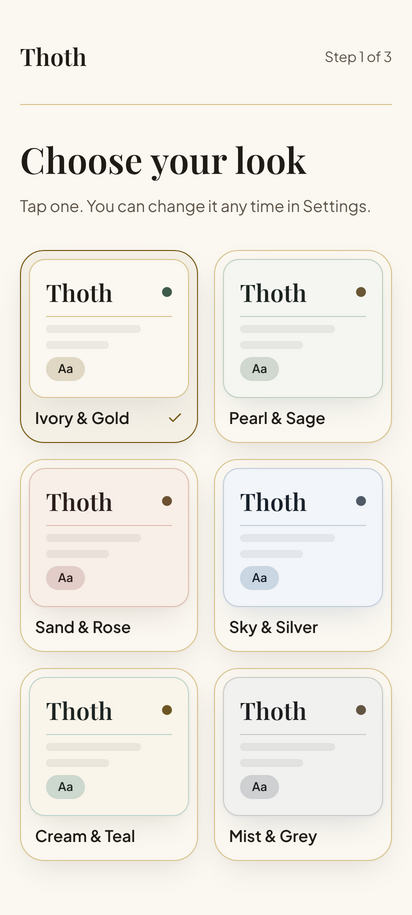 Thoth
Step 1 of 3
Choose your look
Tap one. You can change it any time in Settings.
Thoth
Aa
Ivory & Gold
Thoth
Aa
Pearl & Sage
Thoth
Aa
Sand & Rose
Thoth
Aa
Sky & Silver
Thoth
Aa
Cream & Teal
Thoth
Aa
Mist & Grey